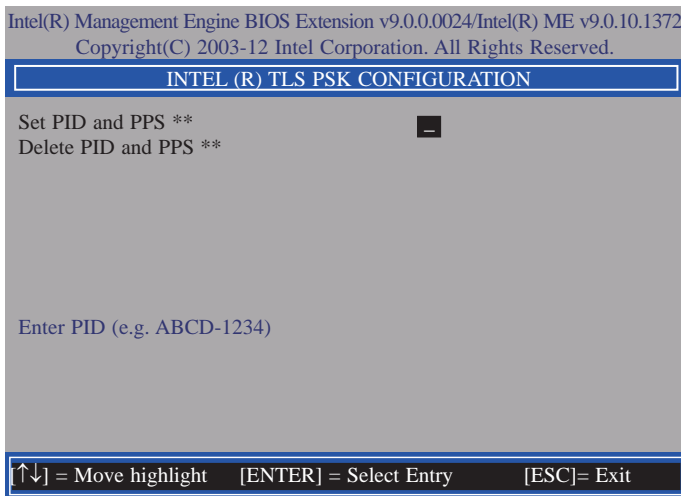 Intel(R) Management Engine BIOS Extension v9.0.0.0024/Intel(R) ME v9.0.10.1372
Copyright(C) 2003-12 Intel Corporation. All Rights Reserved.
INTEL (R) TLS PSK CONFIGURATION
Set PID and PPS ** _
Delete PID and PPS **
Enter PID (e.g. ABCD-1234)
[↑↓] = Move highlight [ENTER] = Select Entry [ESC]= Exit